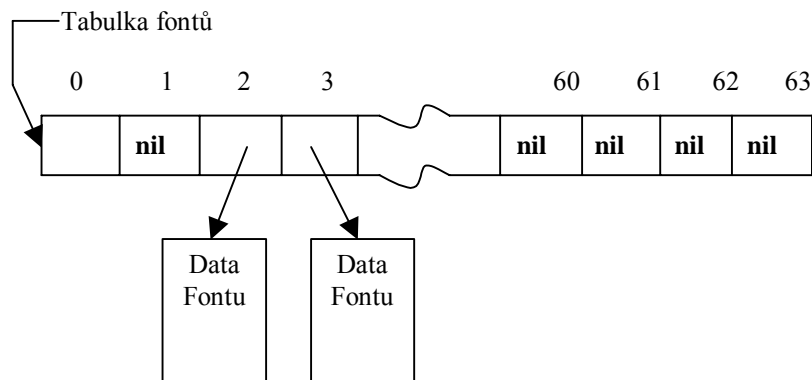 Tabulka fontů
0 1 2 3 60 61 62 63
nil nil nil nil nil
Data
Fontu
Data
Fontu